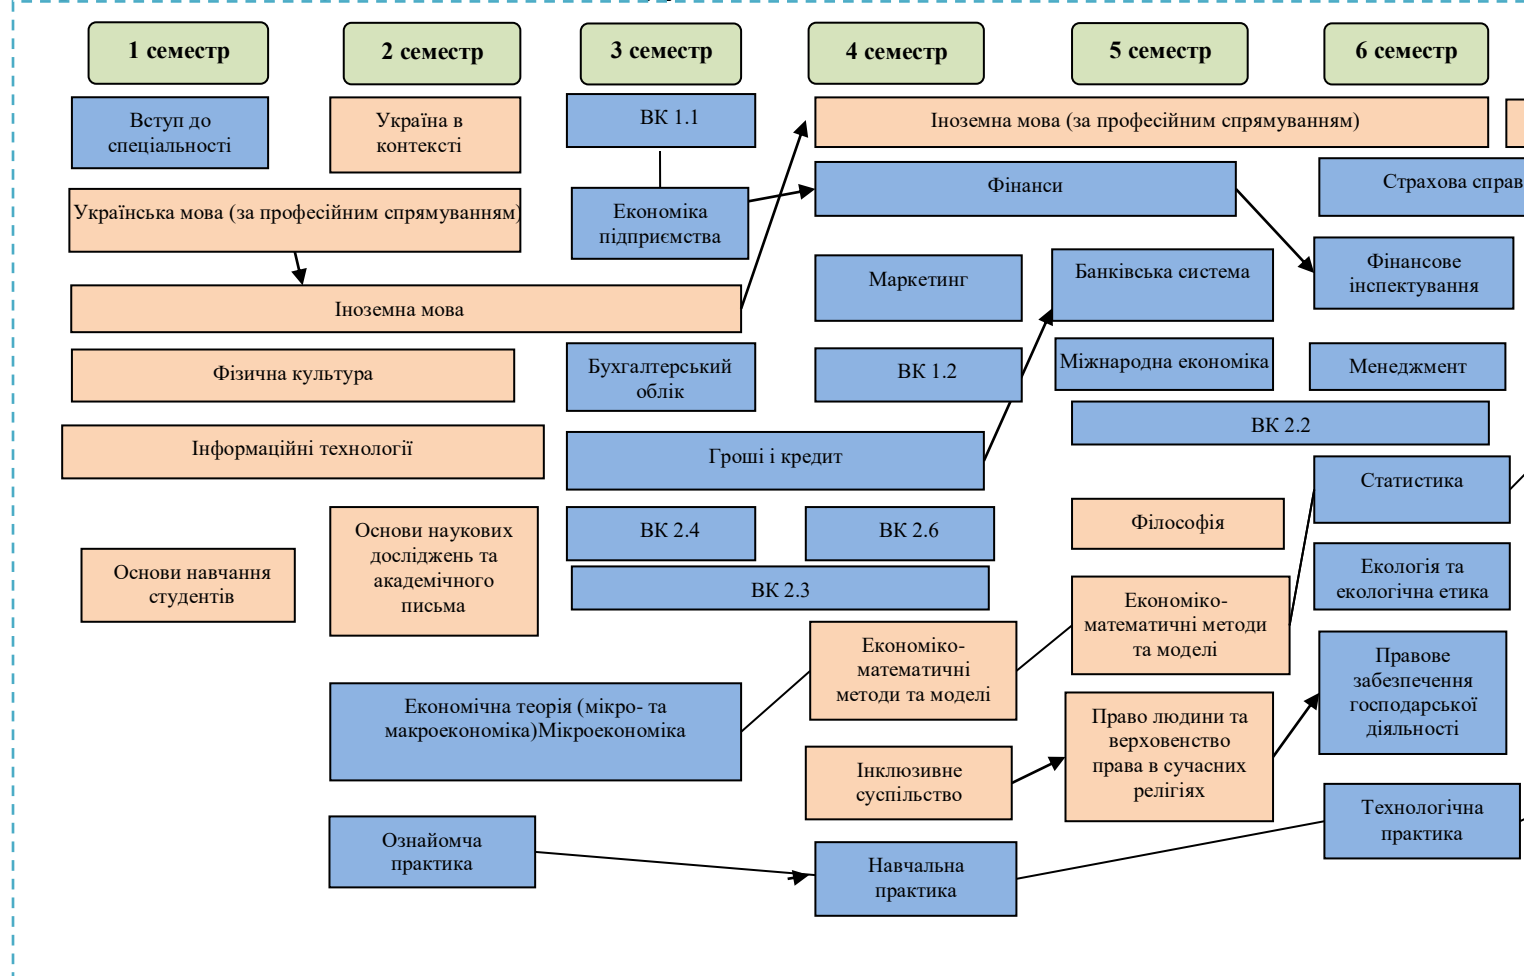 1 семестр
2 семестр
3 семестр
4 семестр
5 семестр
6 семестр
Вступ до
спеціальності
Україна в
контексті
ВК 1.1
Іноземна мова (за професійним спрямуванням)
Українська мова (за професійним спрямуванням)
Економіка
підприємства
Фінанси
Страхова справ
Іноземна мова
Маркетинг
Банківська система
Фінансове
інспектування
Фізична культура
Бухгалтерський
облік
ВК 1.2
Міжнародна економіка
Менеджмент
ВК 2.2
Інформаційні технології
Гроші і кредит
Статистика
Основи навчання
студентів
Основи наукових
досліджень та
академічного
письма
ВК 2.4
ВК 2.6
Філософія
ВК 2.3
Екологія та
екологічна етика
Економіко-
математичні
методи та моделі
Економіко-
математичні методи
та моделі
Економічна теорія (мікро- та
макроекономіка)Мікроекономіка
Правове
забезпечення
господарської
діяльності
Інклюзивне
суспільство
Право людини та
верховенство
права в сучасних
релігіях
Ознайомча
практика
Навчальна
практика
Технологічна
практика